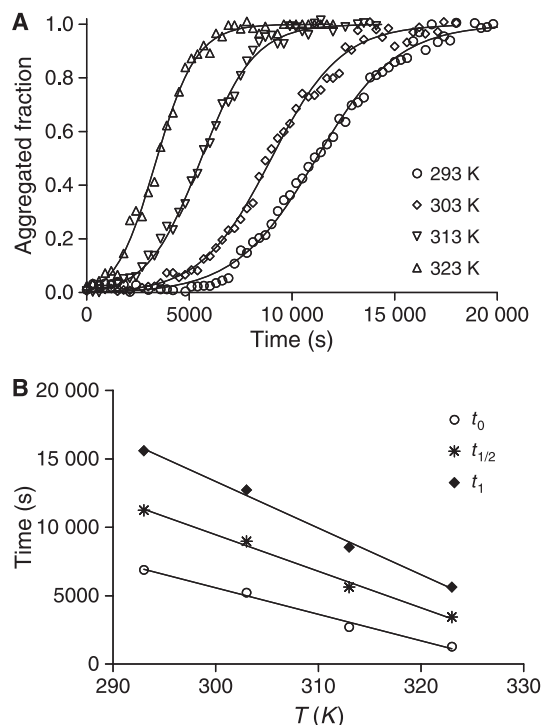 A
Aggregated fraction
1.0
0.8
0.6
0.4
0.2
0.0
293 K
303 K
313 K
323 K
0
5000
10 000
15 000
20 000
Time (s)
B
Time (s)
20 000
15 000
10 000
5000
0
t0
t1/2
t1
290
300
310
320
330
T (K)